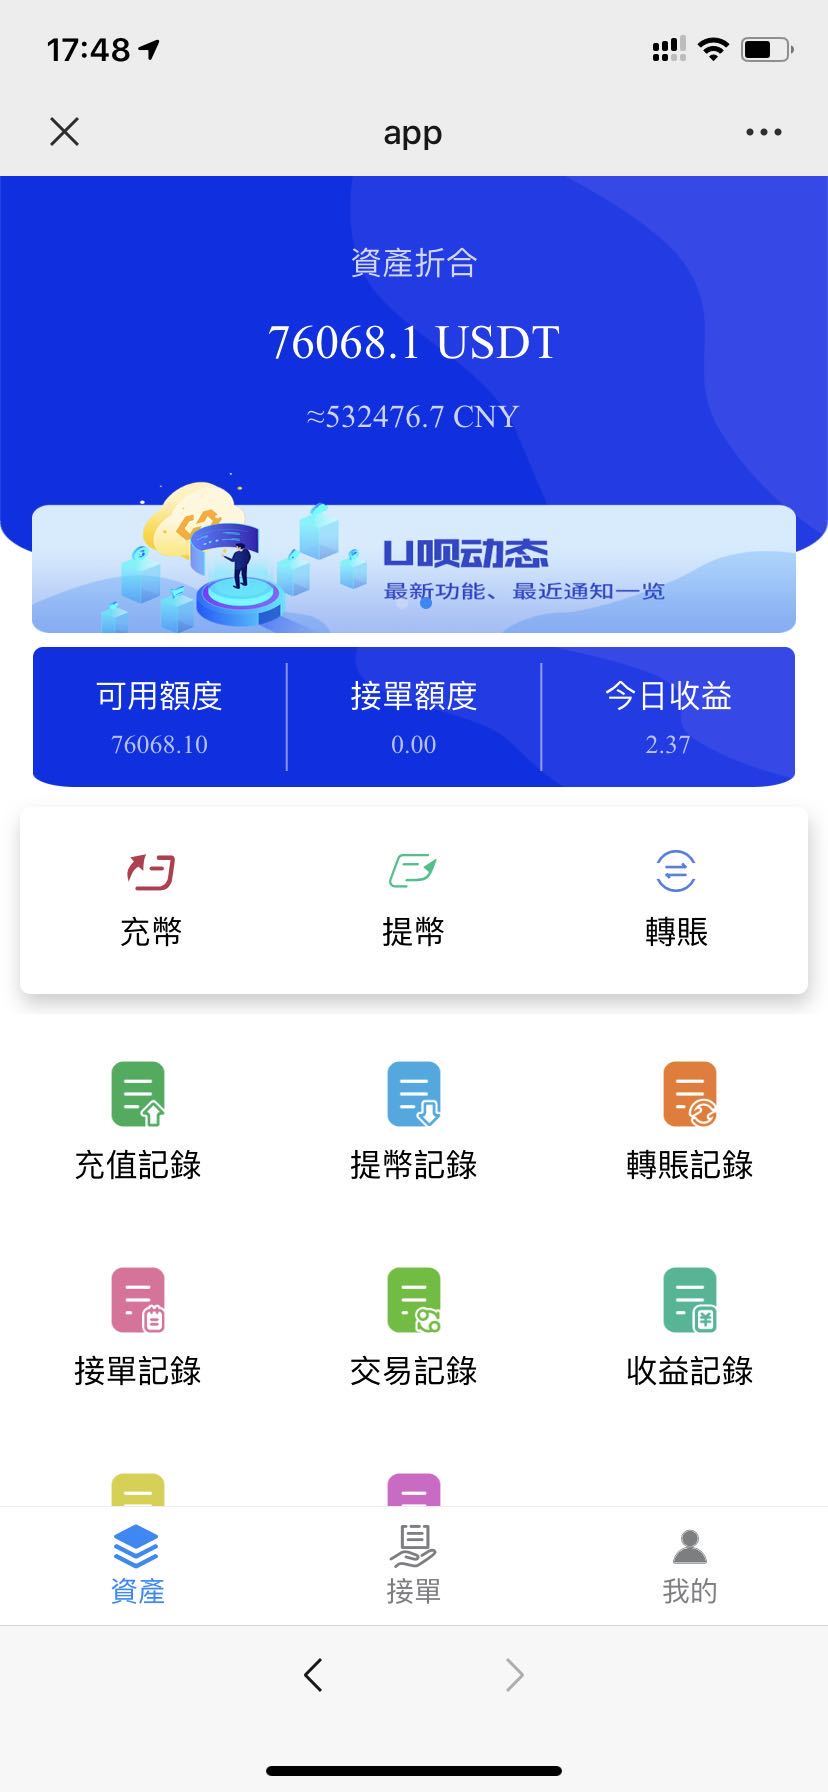 17:48
app
資產折合
76068.1 USDT
≈532476.7 CNY
U呗动态
最新功能、最近通知一览
可用額度 接單額度 今日收益
76068.10 0.00 2.37
充幣 提幣 轉賬
充值記錄 提幣記錄 轉賬記錄
接單記錄 交易記錄 收益記錄
資產 接單 我的